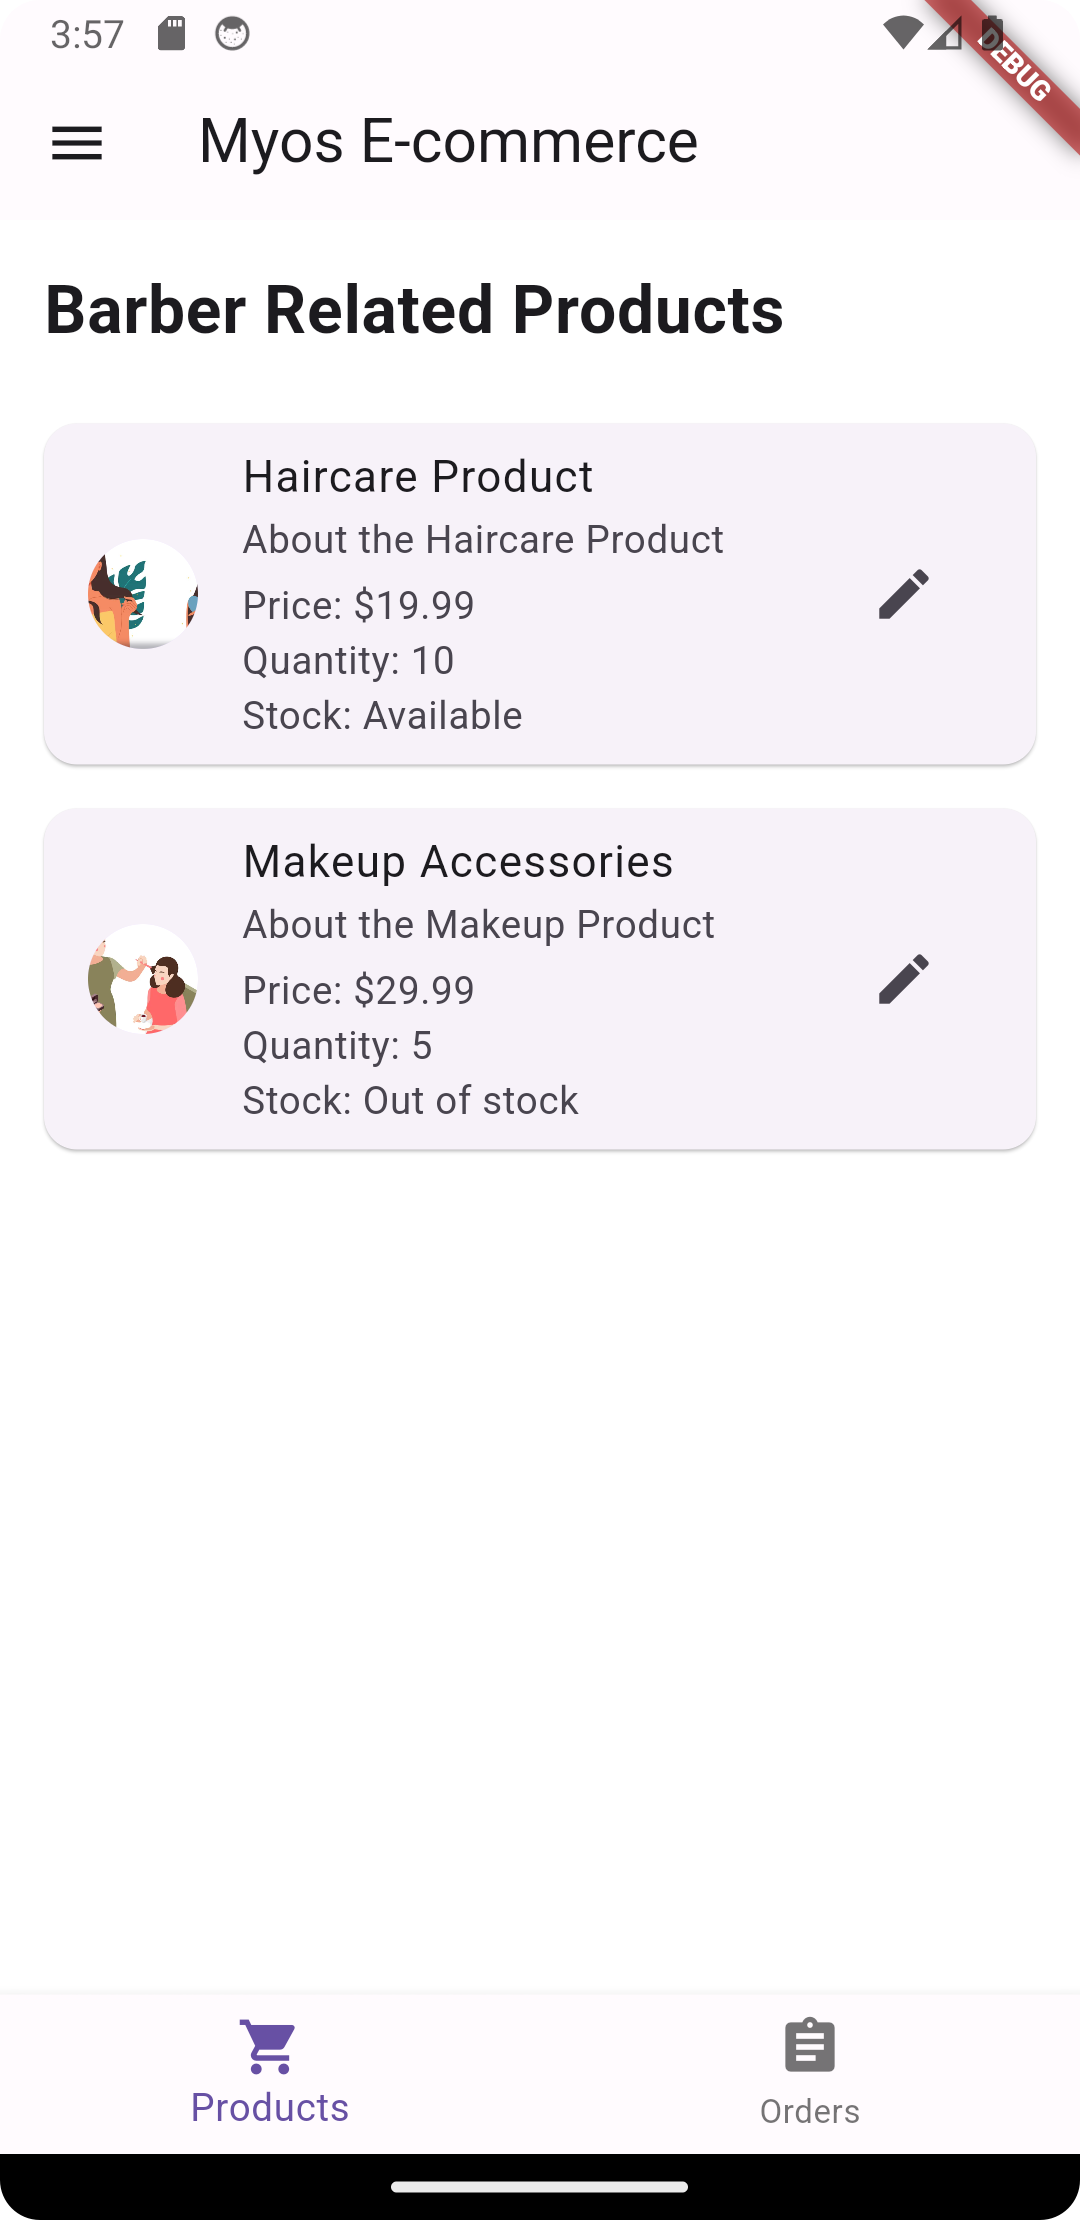 3:57
DEBUG
Myos E-commerce
Barber Related Products
Haircare Product
About the Haircare Product
Price: $19.99
Quantity: 10
Stock: Available
Makeup Accessories
About the Makeup Product
Price: $29.99
Quantity: 5
Stock: Out of stock
Products
Orders